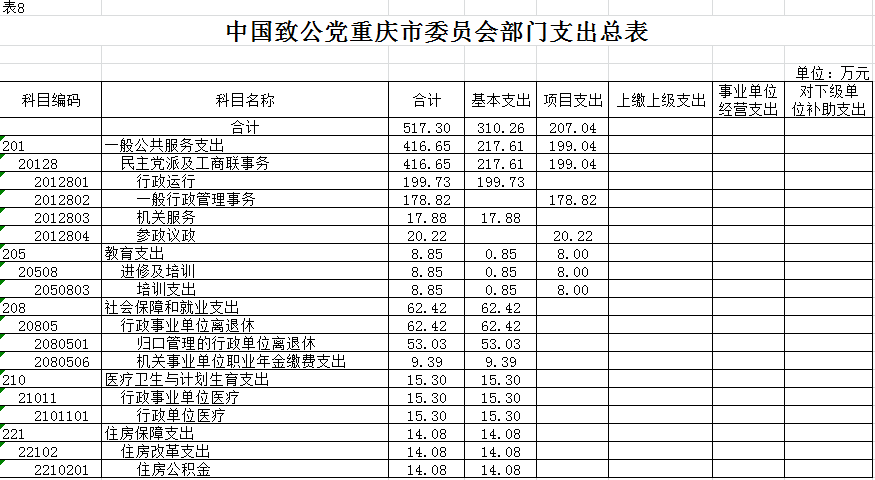 表8
中国致公党重庆市委员会部门支出总表
单位：万元
科目编码 科目名称 合计 基本支出 项目支出 上缴上级支出 事业单位经营支出 对下级单位补助支出
合计 517.30 310.26 207.04
201 一般公共服务支出 416.65 217.61 199.04
20128 民主党派及工商联事务 416.65 217.61 199.04
2012801 行政运行 199.73 199.73
2012802 一般行政管理事务 178.82 178.82
2012803 机关服务 17.88 17.88
2012804 参政议政 20.22 20.22
205 教育支出 8.85 0.85 8.00
20508 进修及培训 8.85 0.85 8.00
2050803 培训支出 8.85 0.85 8.00
208 社会保障和就业支出 62.42 62.42
20805 行政事业单位离退休 62.42 62.42
2080501 归口管理的行政单位离退休 53.03 53.03
2080506 机关事业单位职业年金缴费支出 9.39 9.39
210 医疗卫生与计划生育支出 15.30 15.30
21011 行政事业单位医疗 15.30 15.30
2101101 行政单位医疗 15.30 15.30
221 住房保障支出 14.08 14.08
22102 住房改革支出 14.08 14.08
2210201 住房公积金 14.08 14.08